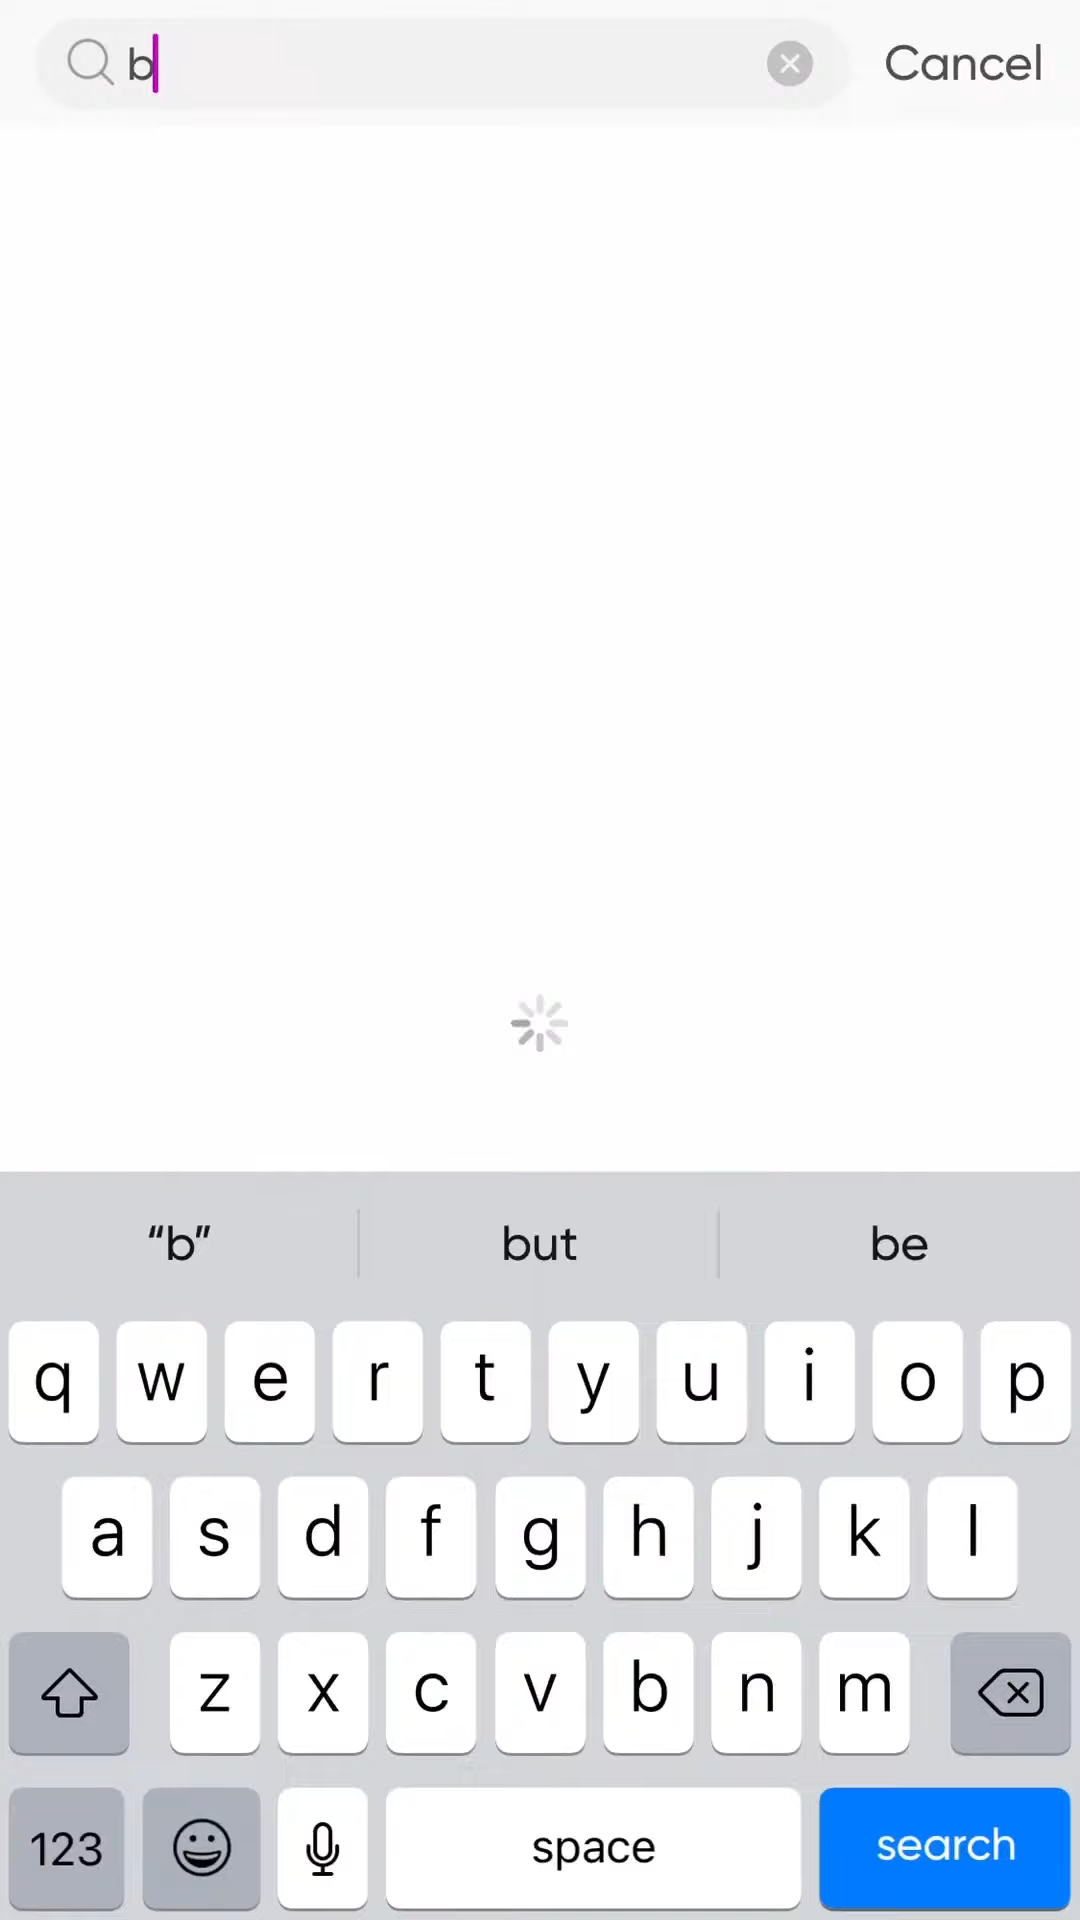 b
Cancel
“b” but be
q w e r t y u i o p
a s d f g h j k l
z x c v b n m
123 space search